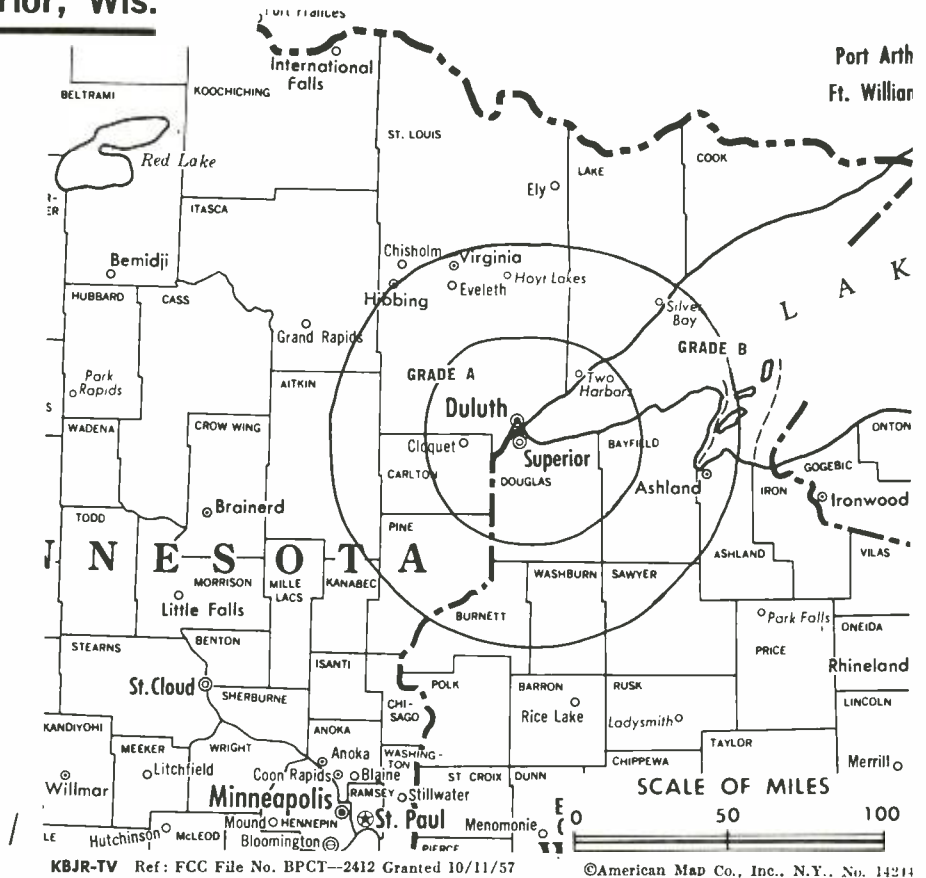 rior, Wis.
Fort Frances
International
Falls
Port Arth
Ft. William
BELTRAMI
KOOCHICHING
ST. LOUIS
COOK
LAKE
Red Lake
Ely
ITASCA
Bemidji
Chisholm
Virginia
Hoyt Lakes
Hibbing
Eveleth
HUBBARD
CASS
Grand Rapids
Silver
Bay
L A K
GRADE B
GRADE A
Park
Rapids
AITKIN
Two
Harbors
Duluth
WADENA
CROW WING
Cloquet
Superior
BAYFIELD
ONTON
CARLTON
DOUGLAS
Ashland
IRON
GOGEBIC
Ironwood
Brainerd
TODD
PINE
NNESOTA
VILAS
MORRISON
MILLE
LACS
KANABEC
WASHBURN
SAWYER
ASHLAND
Little Falls
BURNETT
Park Falls
ONEIDA
STEARNS
BENTON
ISANTI
PRICE
Rhineland
St. Cloud
SHERBURNE
POLK
BARRON
RUSK
LINCOLN
CHI-
SAGO
Rice Lake
Ladysmith
KANDIYOHI
ANOKA
MEEKER
WRIGHT
Anoka
WASHING-
TON
TAYLOR
CHIPPEWA
Litchfield
Coon Rapids
Blaine
ST CROIX
DUNN
Merrill
Willmar
RAMSEY
Stillwater
SCALE OF MILES
Minneapolis
Mound
HENNEPIN
St. Paul
Menomonie
0 50 100
LE
Hutchinson
McLEOD
Bloomington
PIERCE
KBJR-TV Ref: FCC File No. BPCT--2412 Granted 10/11/57
©American Map Co., Inc., N.Y., No. 14244